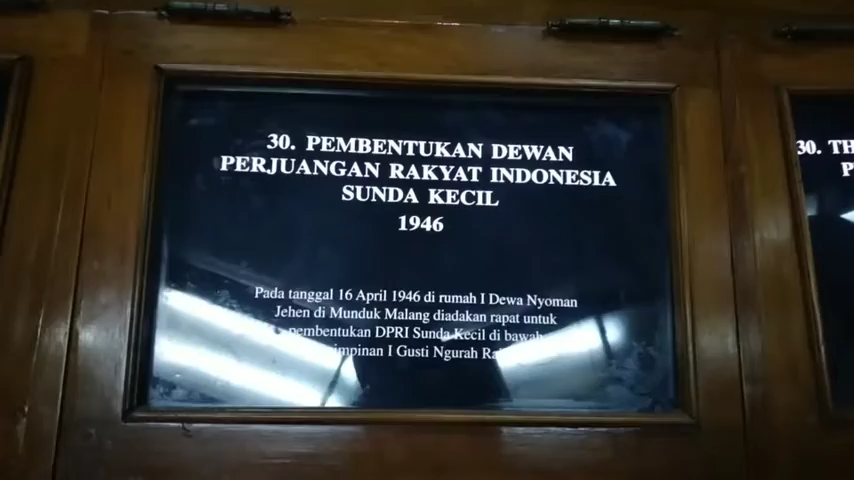 30. PEMBENTUKAN DEWAN
PERJUANGAN RAKYAT INDONESIA
SUNDA KECIL
1946
Pada tanggal 16 April 1946 di rumah I Dewa Nyoman
Jehen di Munduk Malang diadakan rapat untuk
pembentukan DPRI Sunda Kecil di bawah
I Gusti Ngurah
30. TH